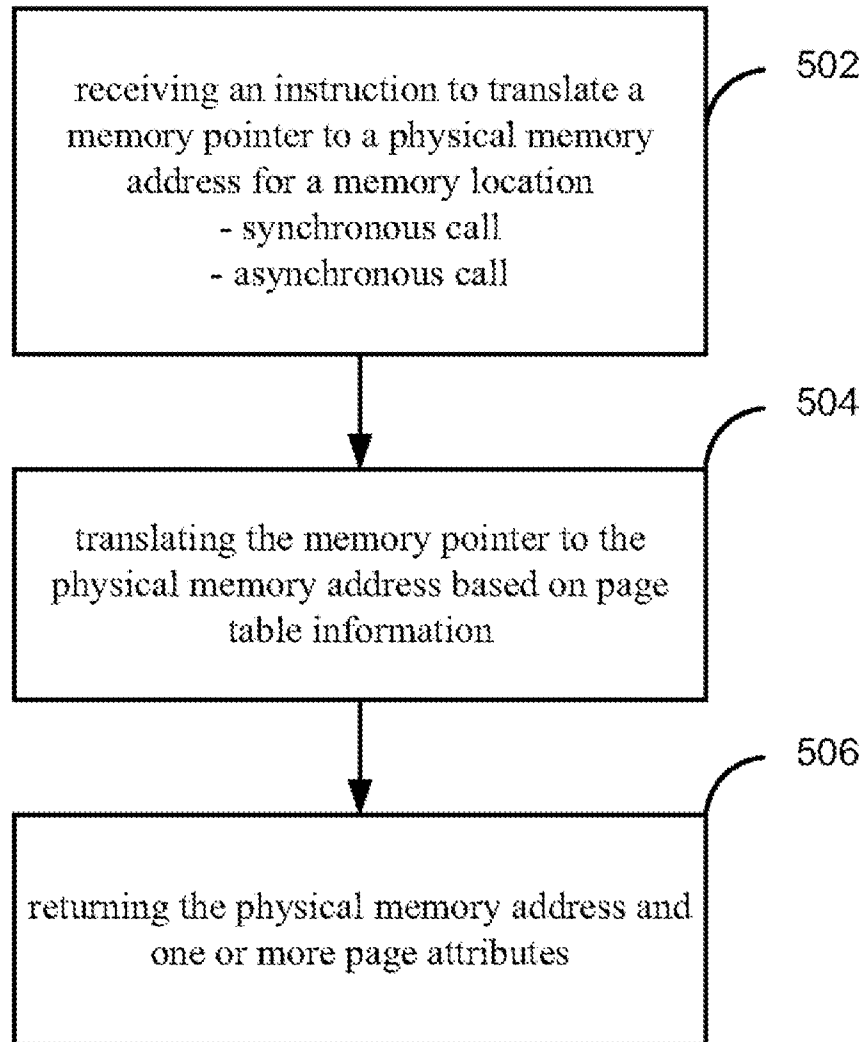 receiving an instruction to translate a
memory pointer to a physical memory
address for a memory location
- synchronous call
- asynchronous call
502
translating the memory pointer to the
physical memory address based on page
table information
504
returning the physical memory address and
one or more page attributes
506